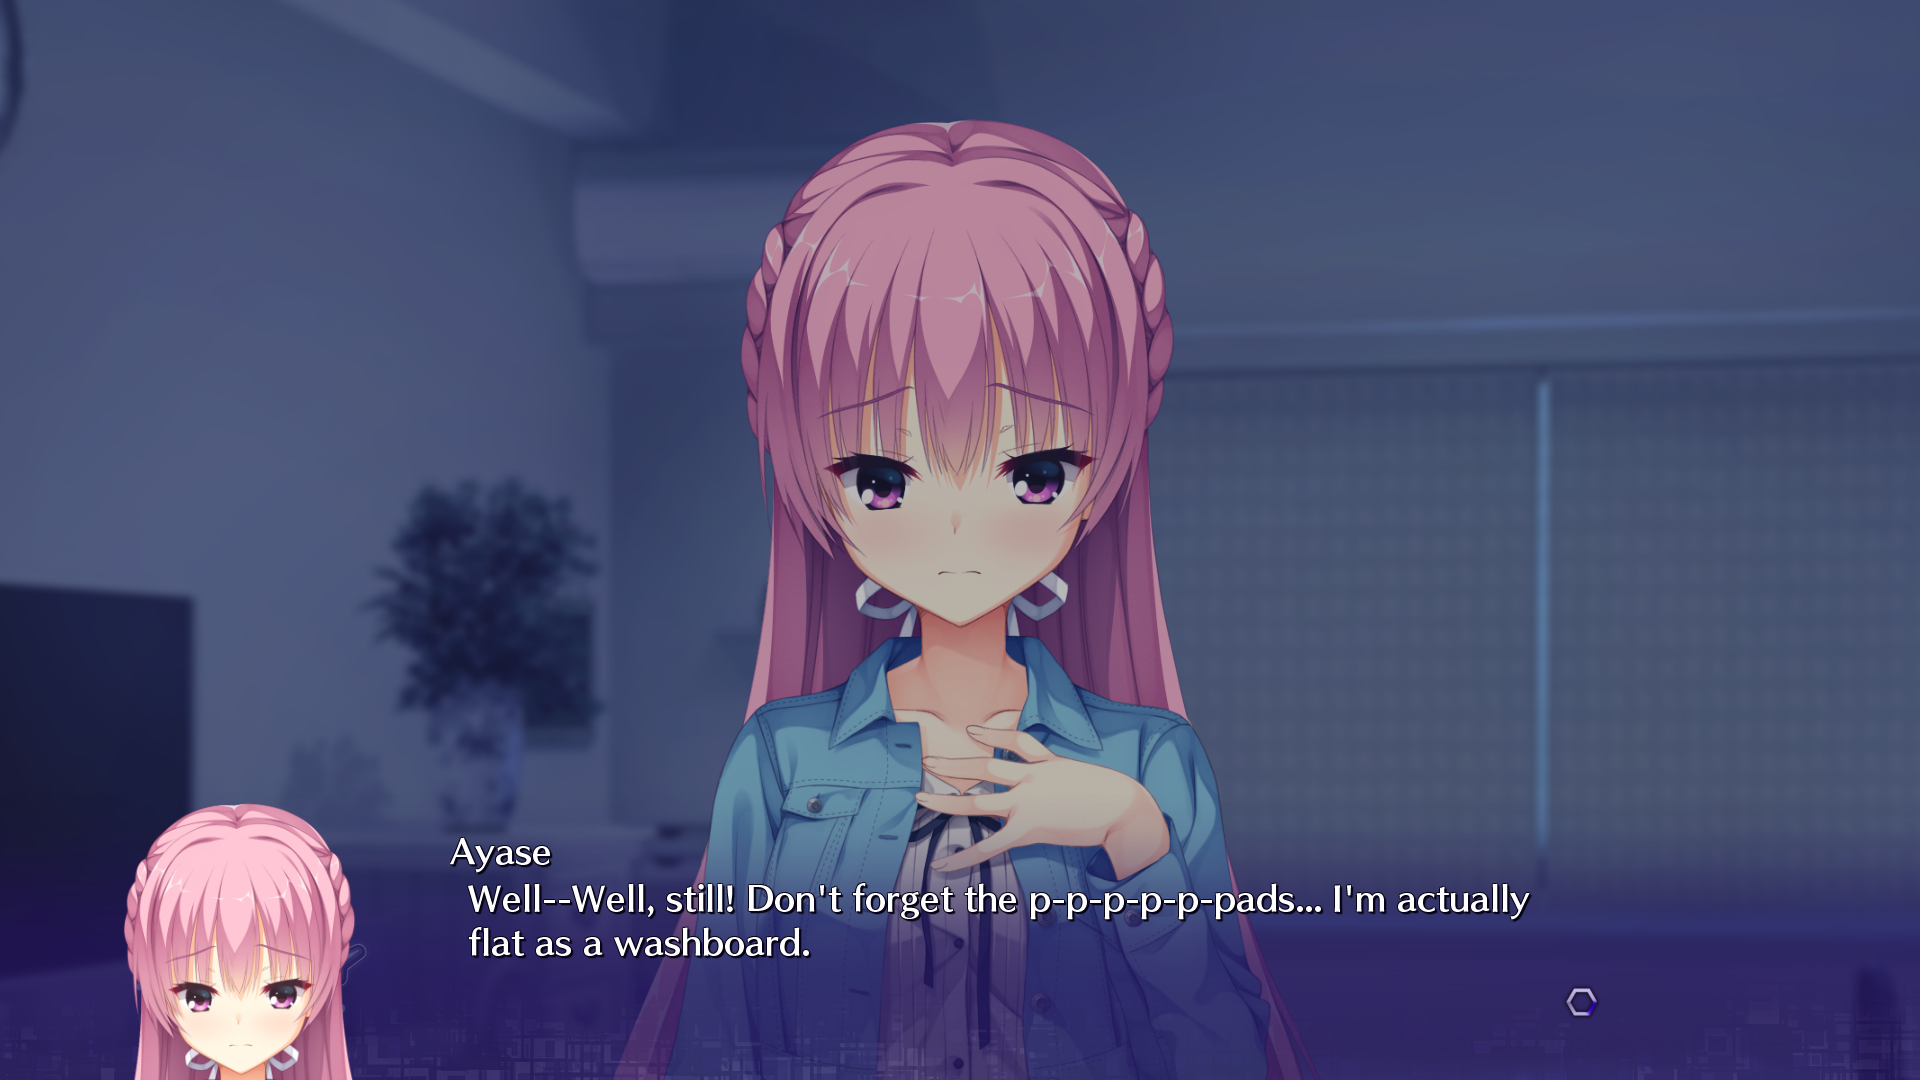 Ayase
Well--Well, still! Don't forget the p-p-p-p-p-pads... I'm actually
flat as a washboard.